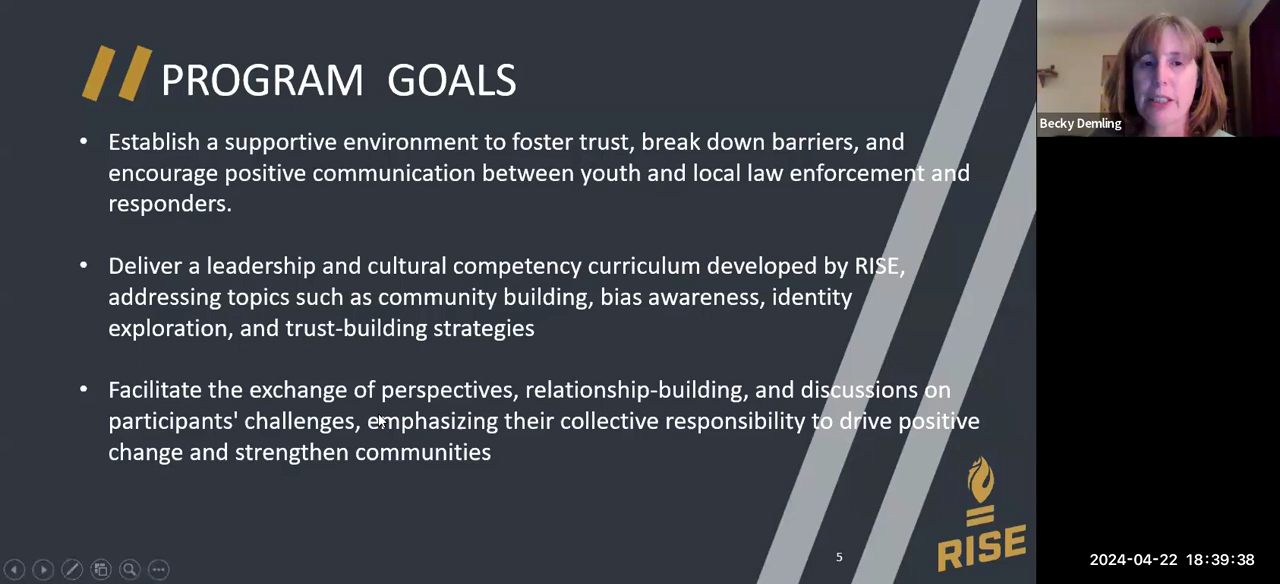 PROGRAM GOALS
• Establish a supportive environment to foster trust, break down barriers, and
encourage positive communication between youth and local law enforcement and
responders.
• Deliver a leadership and cultural competency curriculum developed by RISE,
addressing topics such as community building, bias awareness, identity
exploration, and trust-building strategies
• Facilitate the exchange of perspectives, relationship-building, and discussions on
participants' challenges, emphasizing their collective responsibility to drive positive
change and strengthen communities
5
RISE
Becky Demling
2024-04-22 18:39:38